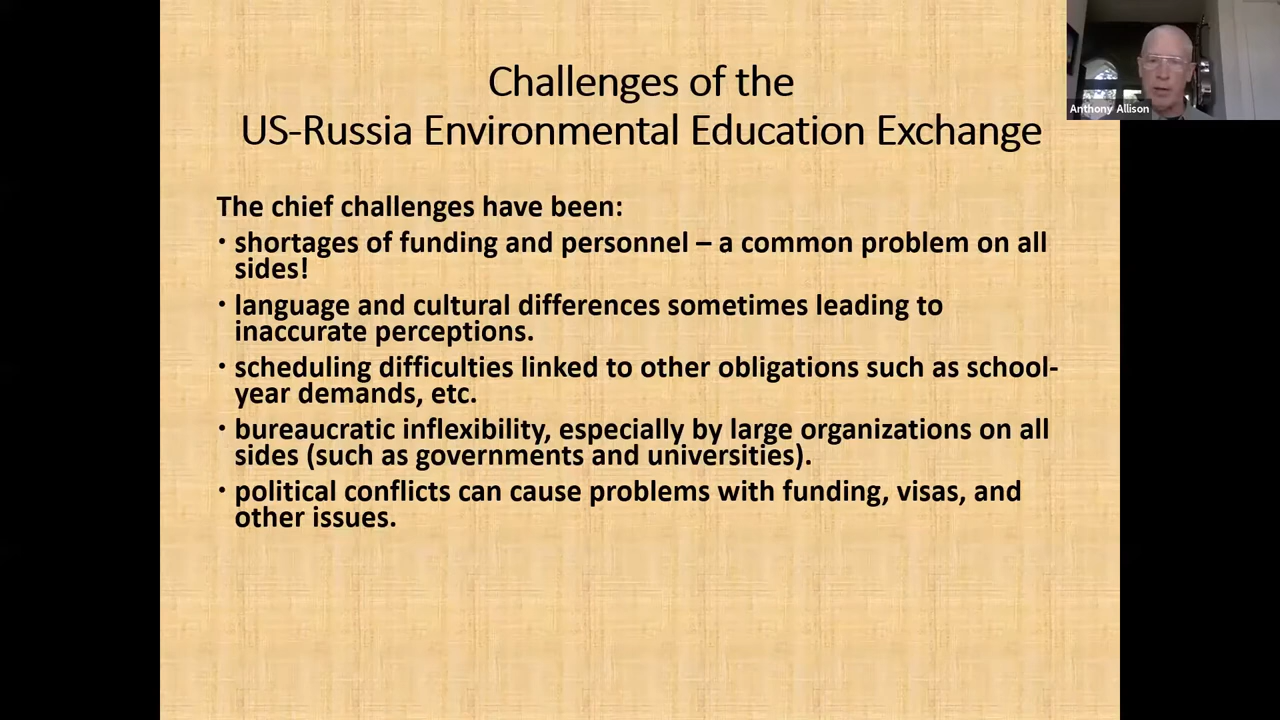 Challenges of the
US-Russia Environmental Education Exchange
Anthony Allison
The chief challenges have been:
• shortages of funding and personnel – a common problem on all
sides!
• language and cultural differences sometimes leading to
inaccurate perceptions.
• scheduling difficulties linked to other obligations such as school-
year demands, etc.
• bureaucratic inflexibility, especially by large organizations on all
sides (such as governments and universities).
• political conflicts can cause problems with funding, visas, and
other issues.